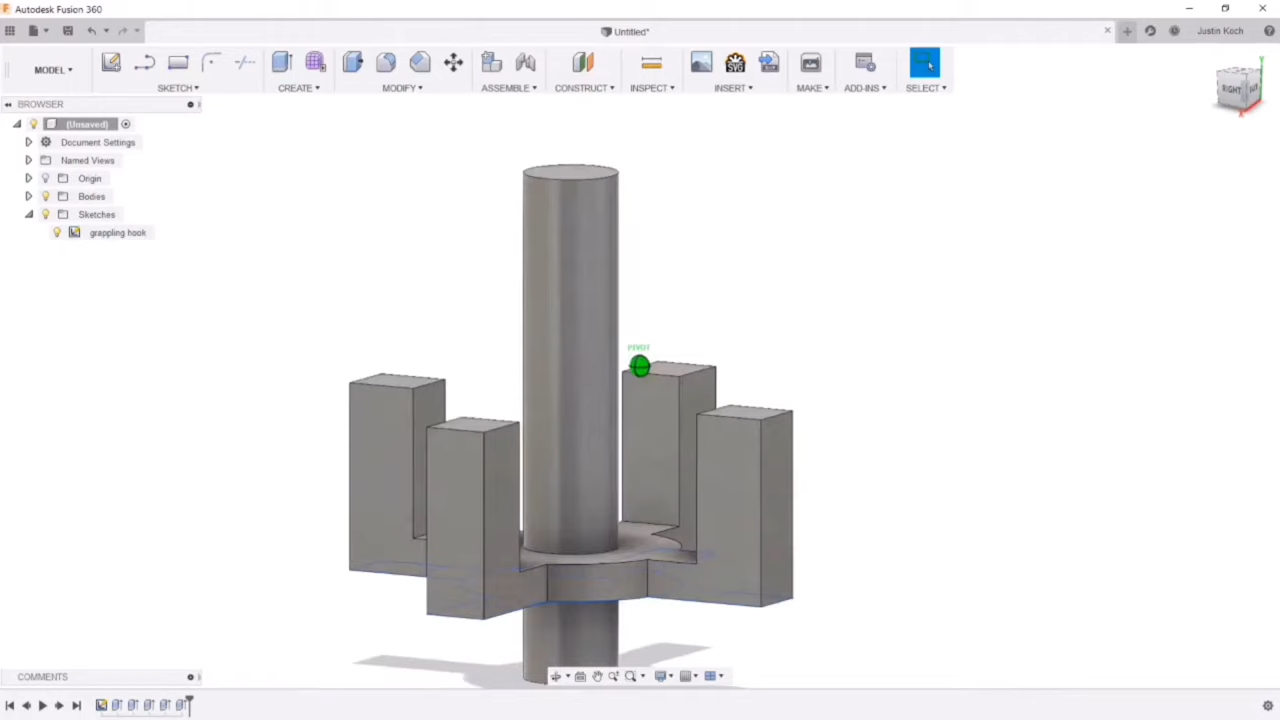 Autodesk Fusion 360
Untitled*
Justin Koch
MODEL
SKETCH
CREATE
MODIFY
ASSEMBLE
CONSTRUCT
INSPECT
INSERT
MAKE
ADD-INS
SELECT
SVG
RIGHT
Y
X
BROWSER
(Unsaved)
Document Settings
Named Views
Origin
Bodies
Sketches
grappling hook
PIVOT
COMMENTS